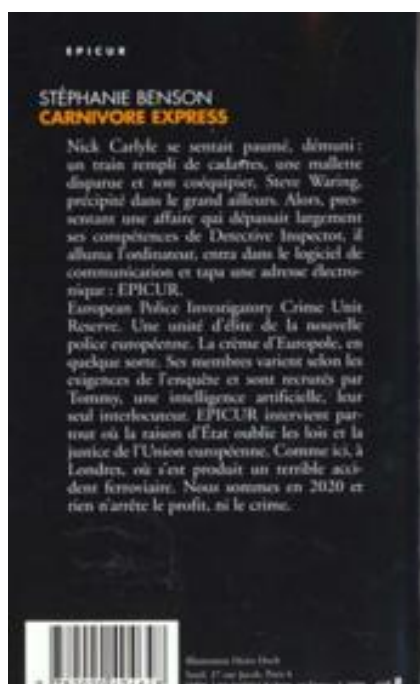 EPICUR
STÉPHANIE BENSON
CARNIVORE EXPRESS
Nick Carlyle se sentait paumé, démuni :
un train rempli de cadavres, une mallette
disparue et son coéquipier, Steve Waring,
précipité dans le grand ailleurs. Alors, pres-
sentant une affaire qui dépassait largement
ses compétences de Detective Inspector, il
alluma l'ordinateur, entra dans le logiciel de
communication et tapa une adresse électro-
nique : EPICUR.
European Police Investigatory Crime Unit
Reserve. Une unité d'élite de la nouvelle
police européenne. La crème d'Europole, en
quelque sorte. Ses membres varient selon les
exigences de l'enquête et sont recrutés par
Tommy, une intelligence artificielle, leur
seul interlocuteur. EPICUR intervient par-
tout où la raison d'État oublie les lois et la
justice de l'Union européenne. Comme ici, à
Londres, où s'est produit un terrible acci-
dent ferroviaire. Nous sommes en 2020 et
rien n'arrête le profit, ni le crime.
Illustration
Seuil, 27 rue Jacob, Paris 6